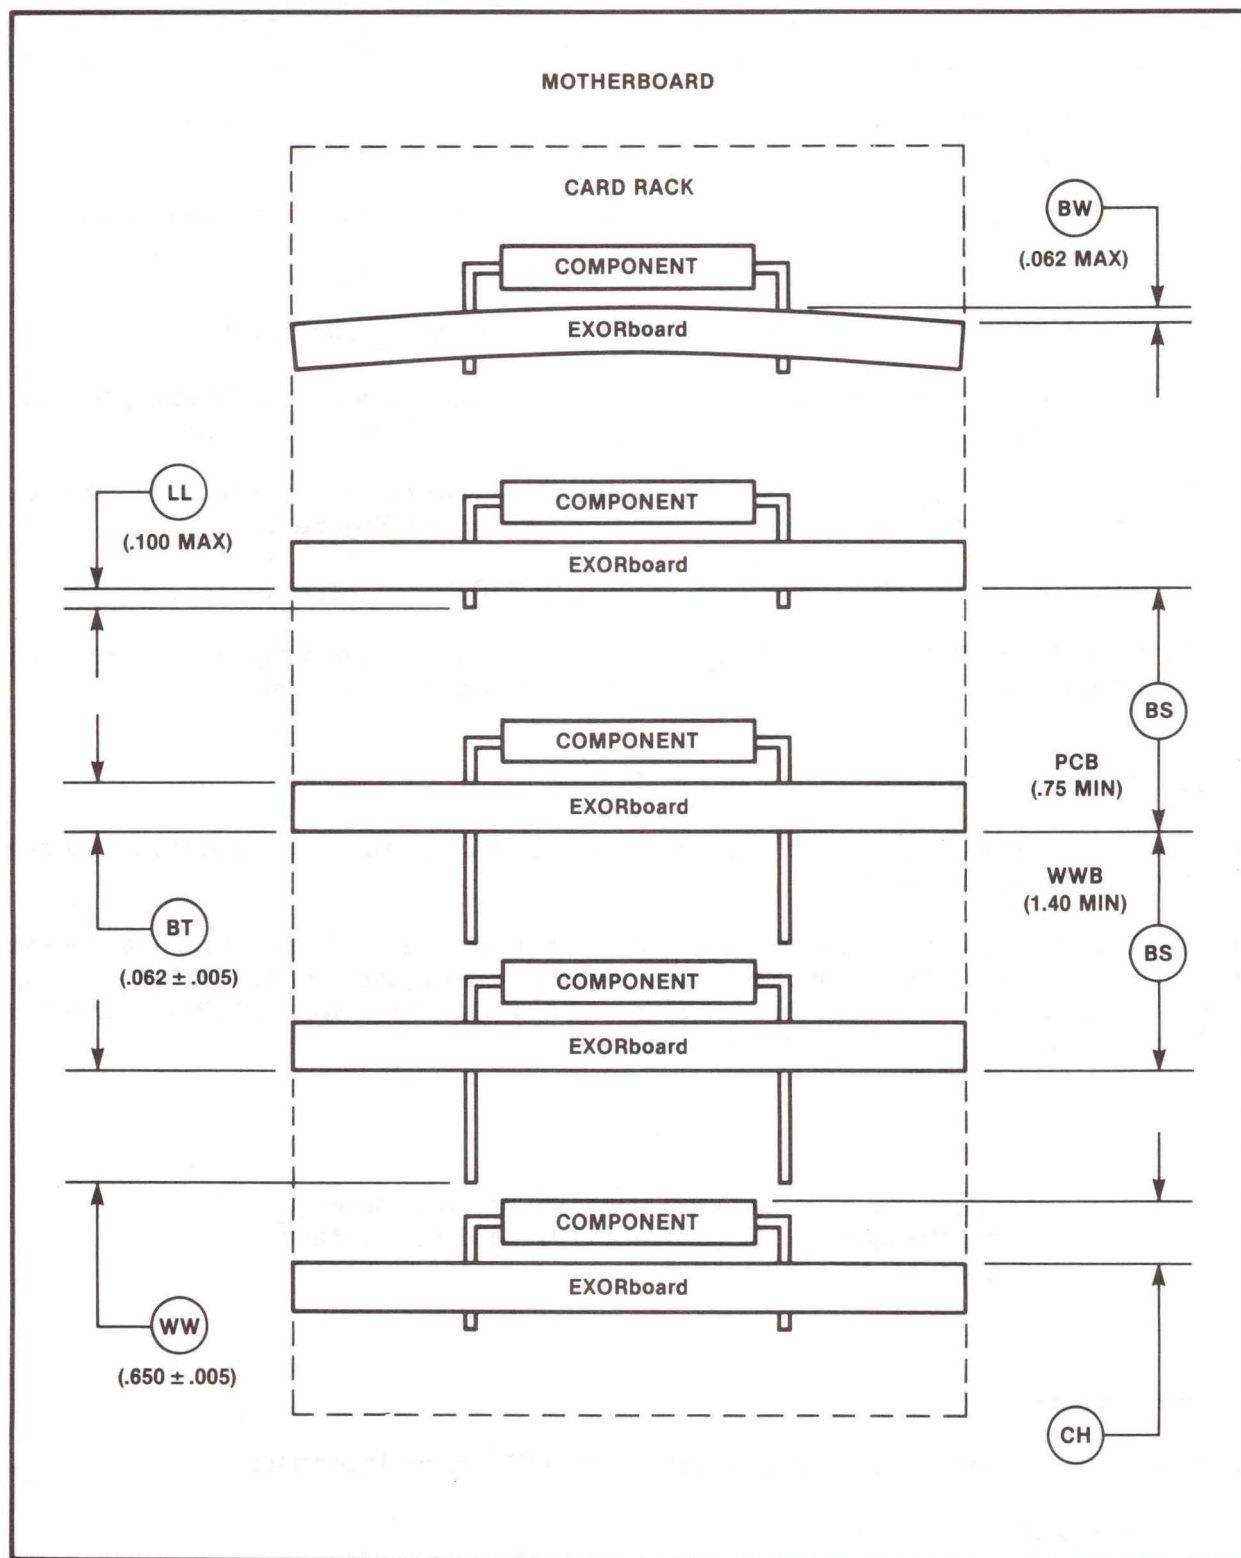 MOTHERBOARD
CARD RACK
BW
(.062 MAX)
COMPONENT
EXORboard
LL
(.100 MAX)
COMPONENT
EXORboard
BS
PCB
(.75 MIN)
COMPONENT
EXORboard
WWB
(1.40 MIN)
BT
(.062 ± .005)
BS
COMPONENT
EXORboard
COMPONENT
EXORboard
WW
(.650 ± .005)
CH